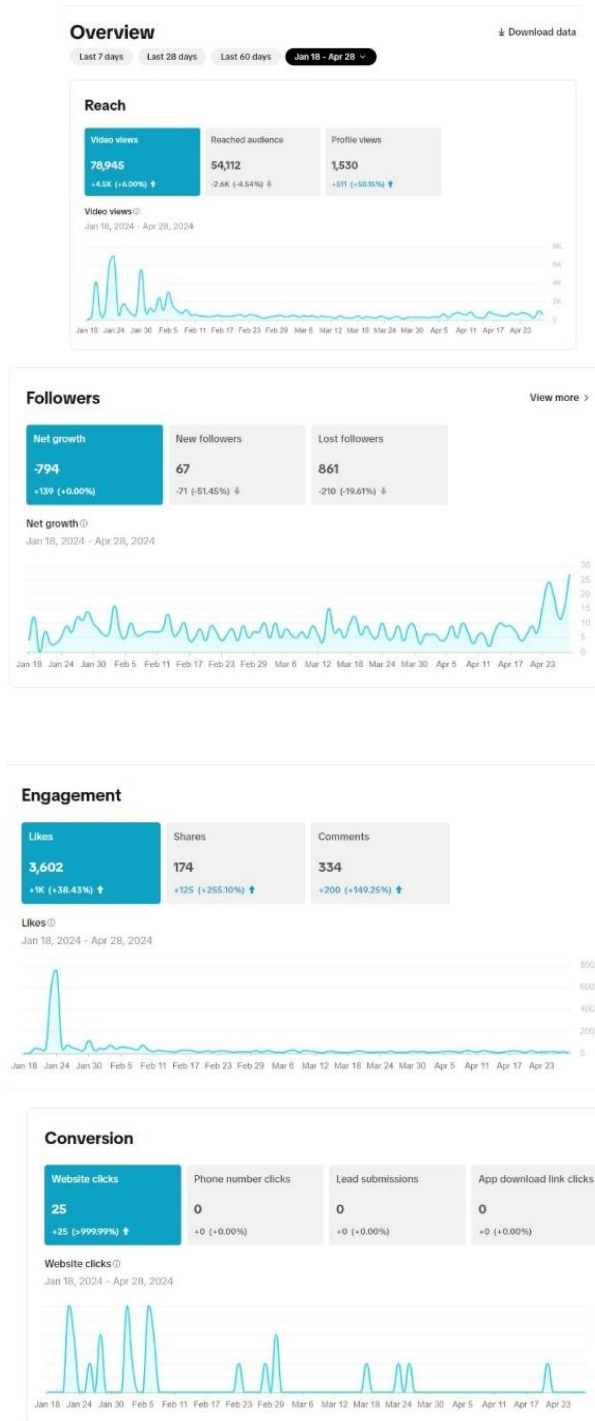 Overview
Download data
Last 7 days Last 28 days Last 60 days Jan 18 - Apr 28
Reach
Video views Reached audience Profile views
78,945 54,112 1,530
+4.5K (+6.00%) ↑ -2.6K (-4.54%) ↓ +511 (+50.15%) ↑
Video views
Jan 18, 2024 - Apr 28, 2024
8K
6K
4K
2K
0
Jan 18 Jan 24 Jan 30 Feb 5 Feb 11 Feb 17 Feb 23 Feb 29 Mar 6 Mar 12 Mar 18 Mar 24 Mar 30 Apr 5 Apr 11 Apr 17 Apr 23
Followers
View more >
Net growth New followers Lost followers
-794 67 861
+139 (+0.00%) -71 (-51.45%) ↓ -210 (-19.61%) ↓
Net growth
Jan 18, 2024 - Apr 28, 2024
30
25
20
15
10
5
0
Jan 18 Jan 24 Jan 30 Feb 5 Feb 11 Feb 17 Feb 23 Feb 29 Mar 6 Mar 12 Mar 18 Mar 24 Mar 30 Apr 5 Apr 11 Apr 17 Apr 23
Engagement
Likes Shares Comments
3,602 174 334
+1K (+38.43%) ↑ +125 (+255.10%) ↑ +200 (+149.25%) ↑
Likes
Jan 18, 2024 - Apr 28, 2024
800
600
400
200
0
Jan 18 Jan 24 Jan 30 Feb 5 Feb 11 Feb 17 Feb 23 Feb 29 Mar 6 Mar 12 Mar 18 Mar 24 Mar 30 Apr 5 Apr 11 Apr 17 Apr 23
Conversion
Website clicks Phone number clicks Lead submissions App download link clicks
25 0 0 0
+25 (>999.99%) ↑ +0 (+0.00%) +0 (+0.00%) +0 (+0.00%)
Website clicks
Jan 18, 2024 - Apr 28, 2024
Jan 18 Jan 24 Jan 30 Feb 5 Feb 11 Feb 17 Feb 23 Feb 29 Mar 6 Mar 12 Mar 18 Mar 24 Mar 30 Apr 5 Apr 11 Apr 17 Apr 23